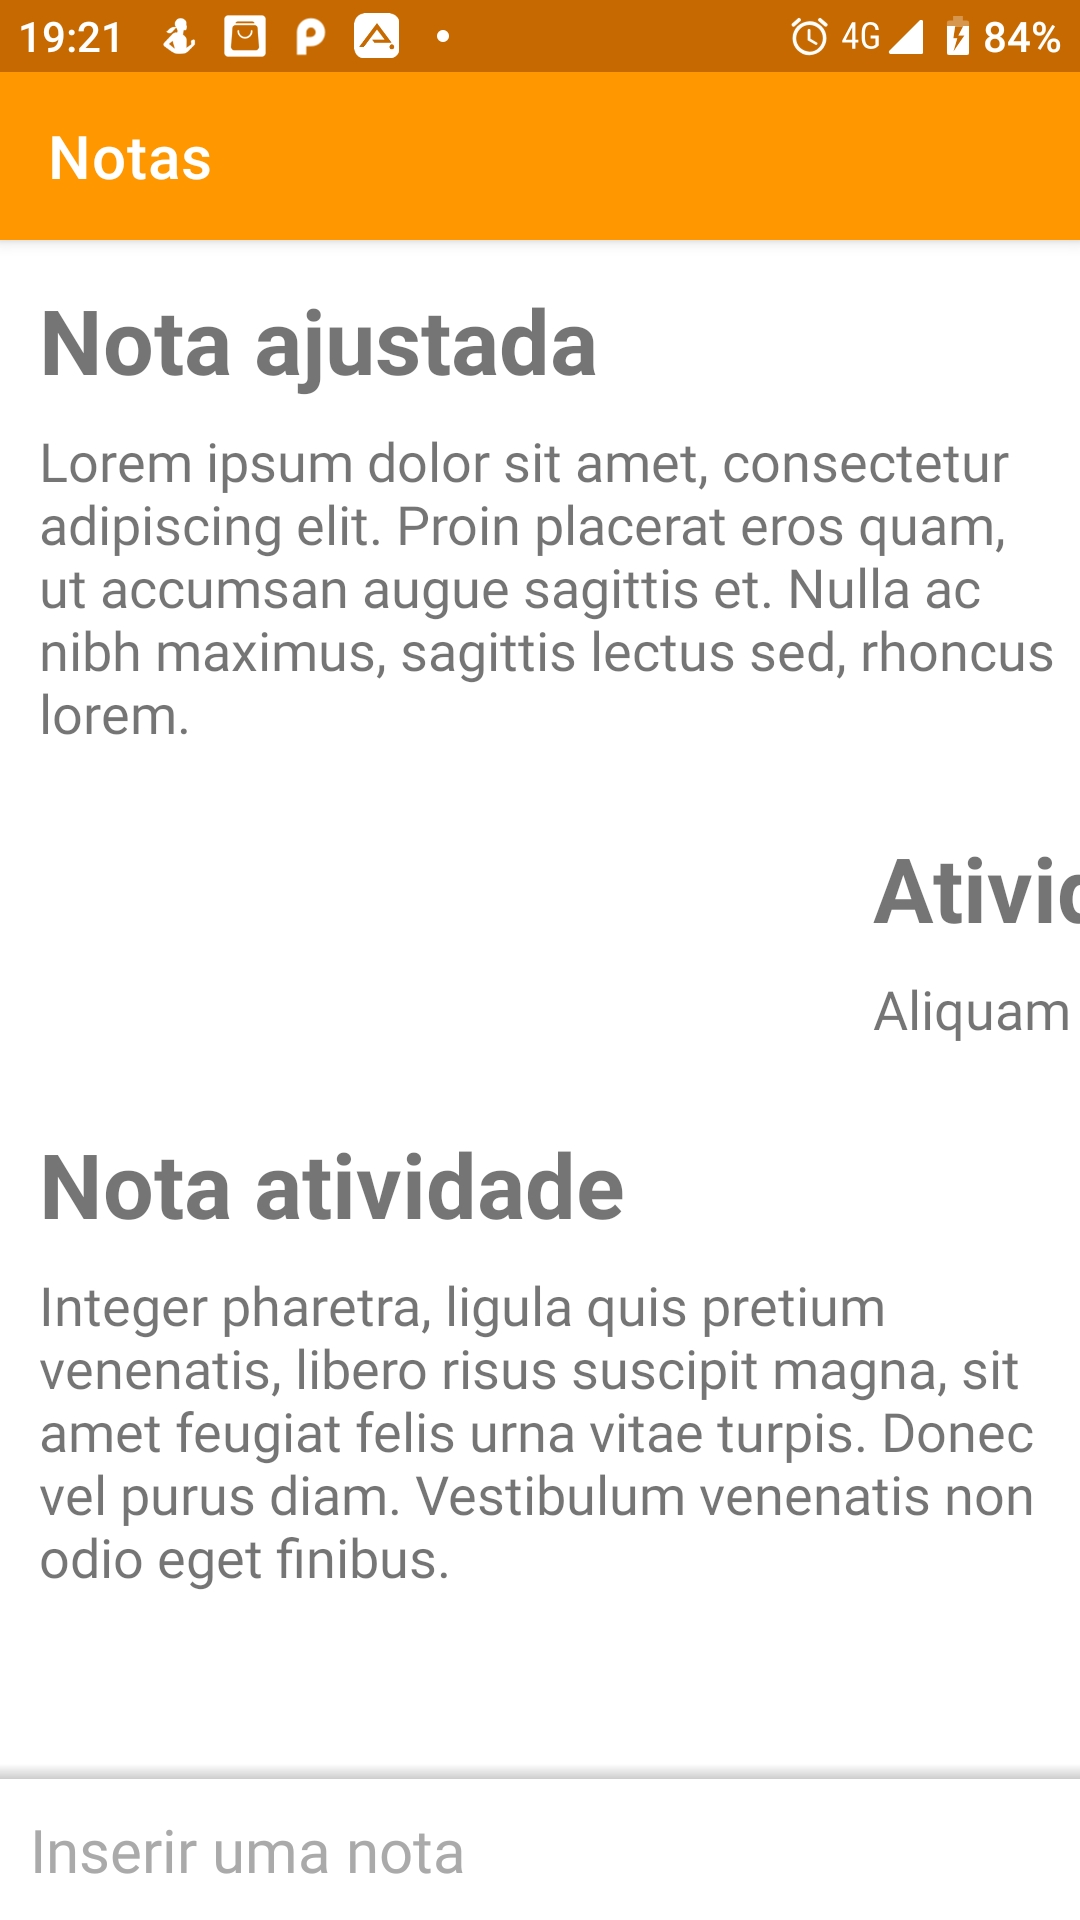 19:21
4G
84%
Notas
Nota ajustada
Lorem ipsum dolor sit amet, consectetur
adipiscing elit. Proin placerat eros quam,
ut accumsan augue sagittis et. Nulla ac
nibh maximus, sagittis lectus sed, rhoncus
lorem.
Ativi
Aliquam
Nota atividade
Integer pharetra, ligula quis pretium
venenatis, libero risus suscipit magna, sit
amet feugiat felis urna vitae turpis. Donec
vel purus diam. Vestibulum venenatis non
odio eget finibus.
Inserir uma nota